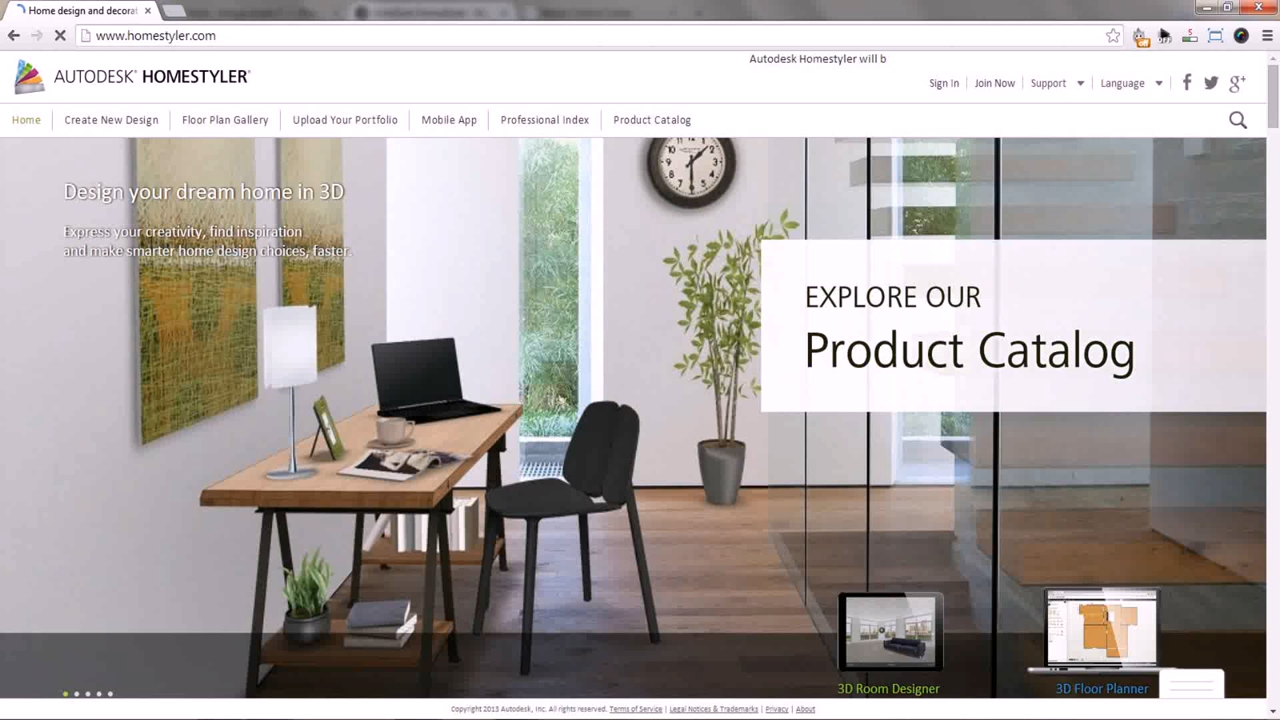 Home design and decorat
www.homestyler.com
Autodesk Homestyler will b
AUTODESK® HOMESTYLER®
Sign In
Join Now
Support
Language
Home
Create New Design
Floor Plan Gallery
Upload Your Portfolio
Mobile App
Professional Index
Product Catalog
Design your dream home in 3D
Express your creativity, find inspiration
and make smarter home design choices, faster.
EXPLORE OUR
Product Catalog
3D Room Designer
3D Floor Planner
Copyright 2013 Autodesk, Inc. All rights reserved. Terms of Service | Legal Notices & Trademarks | Privacy | About